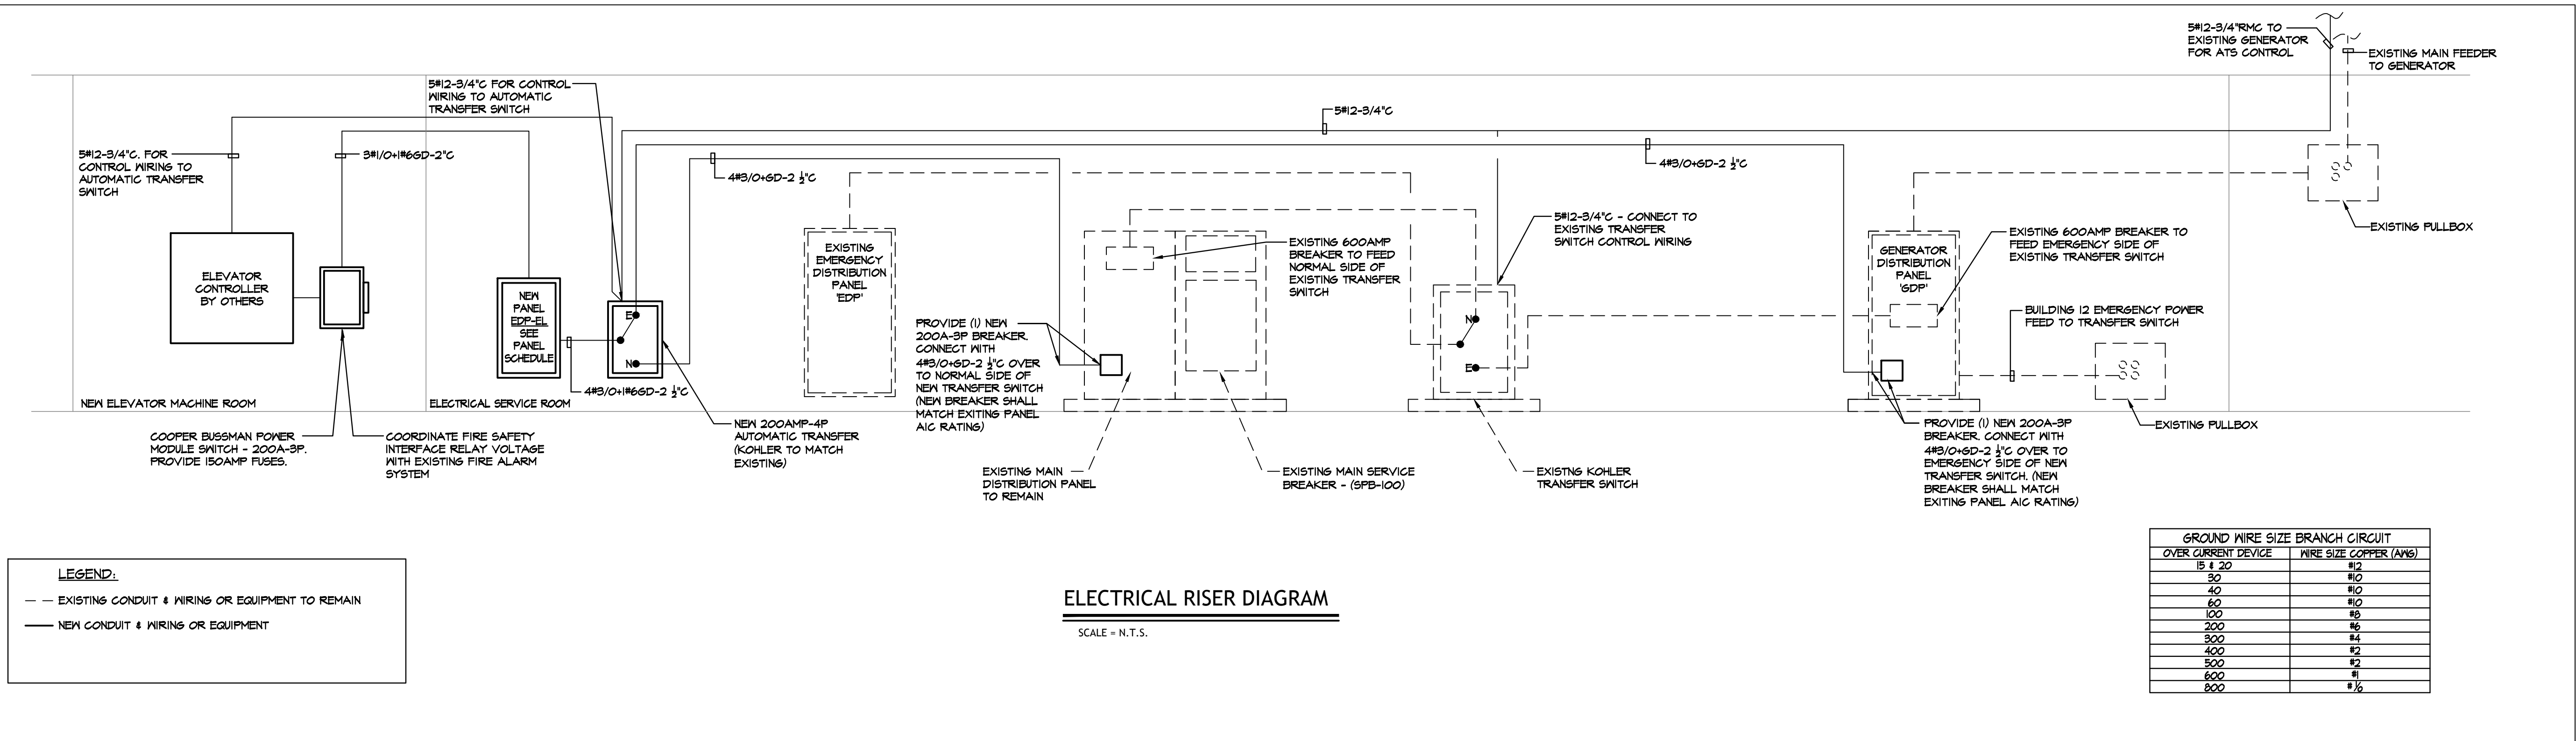 5#12-3/4"RMC TO
EXISTING GENERATOR
FOR ATS CONTROL
EXISTING MAIN FEEDER
TO GENERATOR
5#12-3/4"C FOR CONTROL
WIRING TO AUTOMATIC
TRANSFER SWITCH
5#12-3/4"C
5#12-3/4"C. FOR
CONTROL WIRING TO
AUTOMATIC TRANSFER
SWITCH
3#1/0+1#6GD-2"C
4#3/0+GD-2 ½"C
4#3/0+GD-2 ½"C
ELEVATOR
CONTROLLER
BY OTHERS
NEW
PANEL
EDP-EL
SEE
PANEL
SCHEDULE
E
N
4#3/0+1#6GD-2 ½"C
EXISTING
EMERGENCY
DISTRIBUTION
PANEL
'EDP'
PROVIDE (1) NEW
200A-3P BREAKER.
CONNECT WITH
4#3/0+GD-2 ½"C OVER
TO NORMAL SIDE OF
NEW TRANSFER SWITCH
(NEW BREAKER SHALL
MATCH EXITING PANEL
AIC RATING)
EXISTING 600AMP
BREAKER TO FEED
NORMAL SIDE OF
EXISTING TRANSFER
SWITCH
5#12-3/4"C - CONNECT TO
EXISTING TRANSFER
SWITCH CONTROL WIRING
N
E
GENERATOR
DISTRIBUTION
PANEL
'GDP'
EXISTING 600AMP BREAKER TO
FEED EMERGENCY SIDE OF
EXISTING TRANSFER SWITCH
BUILDING 12 EMERGENCY POWER
FEED TO TRANSFER SWITCH
EXISTING PULLBOX
EXISTING PULLBOX
NEW ELEVATOR MACHINE ROOM
ELECTRICAL SERVICE ROOM
COOPER BUSSMAN POWER
MODULE SWITCH - 200A-3P.
PROVIDE 150AMP FUSES.
COORDINATE FIRE SAFETY
INTERFACE RELAY VOLTAGE
WITH EXISTING FIRE ALARM
SYSTEM
NEW 200AMP-4P
AUTOMATIC TRANSFER
(KOHLER TO MATCH
EXISTING)
EXISTING MAIN
DISTRIBUTION PANEL
TO REMAIN
EXISTING MAIN SERVICE
BREAKER - (SPB-100)
EXISTNG KOHLER
TRANSFER SWITCH
PROVIDE (1) NEW 200A-3P
BREAKER. CONNECT WITH
4#3/0+GD-2 ½"C OVER TO
EMERGENCY SIDE OF NEW
TRANSFER SWITCH. (NEW
BREAKER SHALL MATCH
EXITING PANEL AIC RATING)
LEGEND:
EXISTING CONDUIT & WIRING OR EQUIPMENT TO REMAIN
NEW CONDUIT & WIRING OR EQUIPMENT
ELECTRICAL RISER DIAGRAM
SCALE = N.T.S.
GROUND WIRE SIZE BRANCH CIRCUIT
OVER CURRENT DEVICE WIRE SIZE COPPER (AWG)
15 & 20 #12
30 #10
40 #10
60 #10
100 #8
200 #6
300 #4
400 #2
500 #2
600 #1
800 #1/0